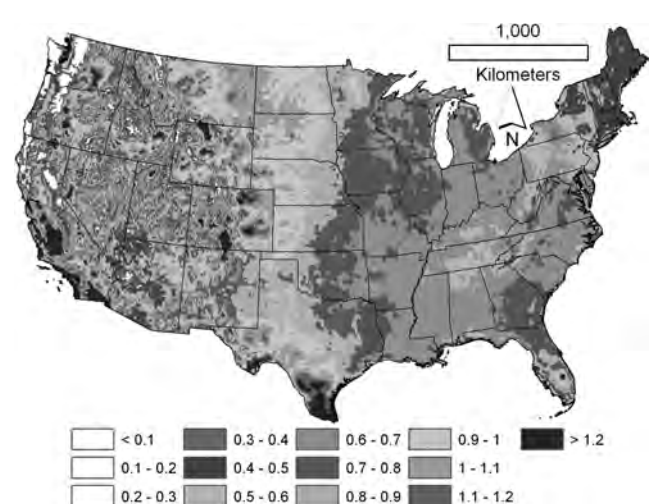 1,000
Kilometers
N
< 0.1 0.3 - 0.4 0.6 - 0.7 0.9 - 1 > 1.2
0.1 - 0.2 0.4 - 0.5 0.7 - 0.8 1 - 1.1
0.2 - 0.3 0.5 - 0.6 0.8 - 0.9 1.1 - 1.2